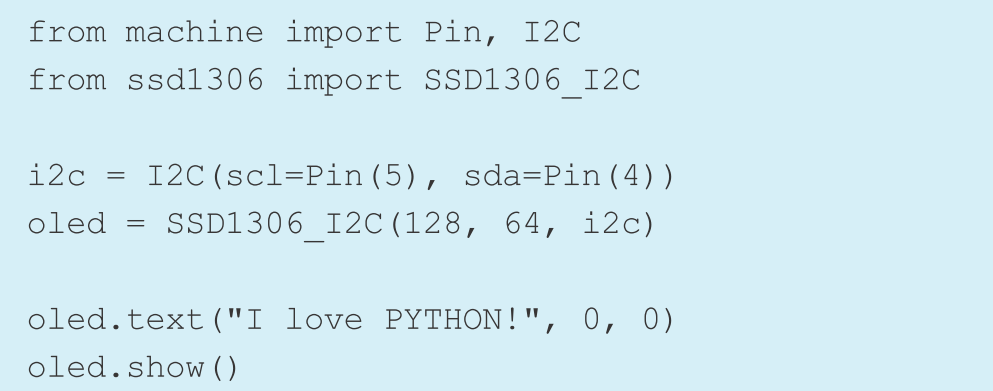 from machine import Pin, I2C
from ssd1306 import SSD1306_I2C
i2c = I2C(scl=Pin(5), sda=Pin(4))
oled = SSD1306_I2C(128, 64, i2c)
oled.text("I love PYTHON!", 0, 0)
oled.show()